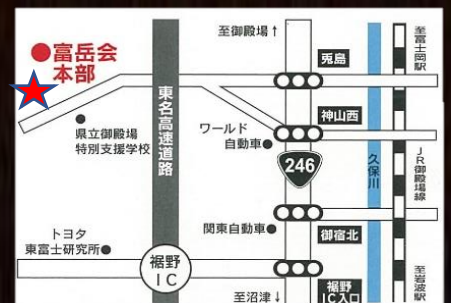 至御殿場↑
兎島
至富士岡駅
●富岳会
本部
東名高速道路
県立御殿場
特別支援学校
ワールド
自動車●
神山西
246
久保川
JR御殿場線
関東自動車●
御宿北
トヨタ
東富士研究所●
裾野
IC
至沼津↓
裾野
IC入口
至岩波駅